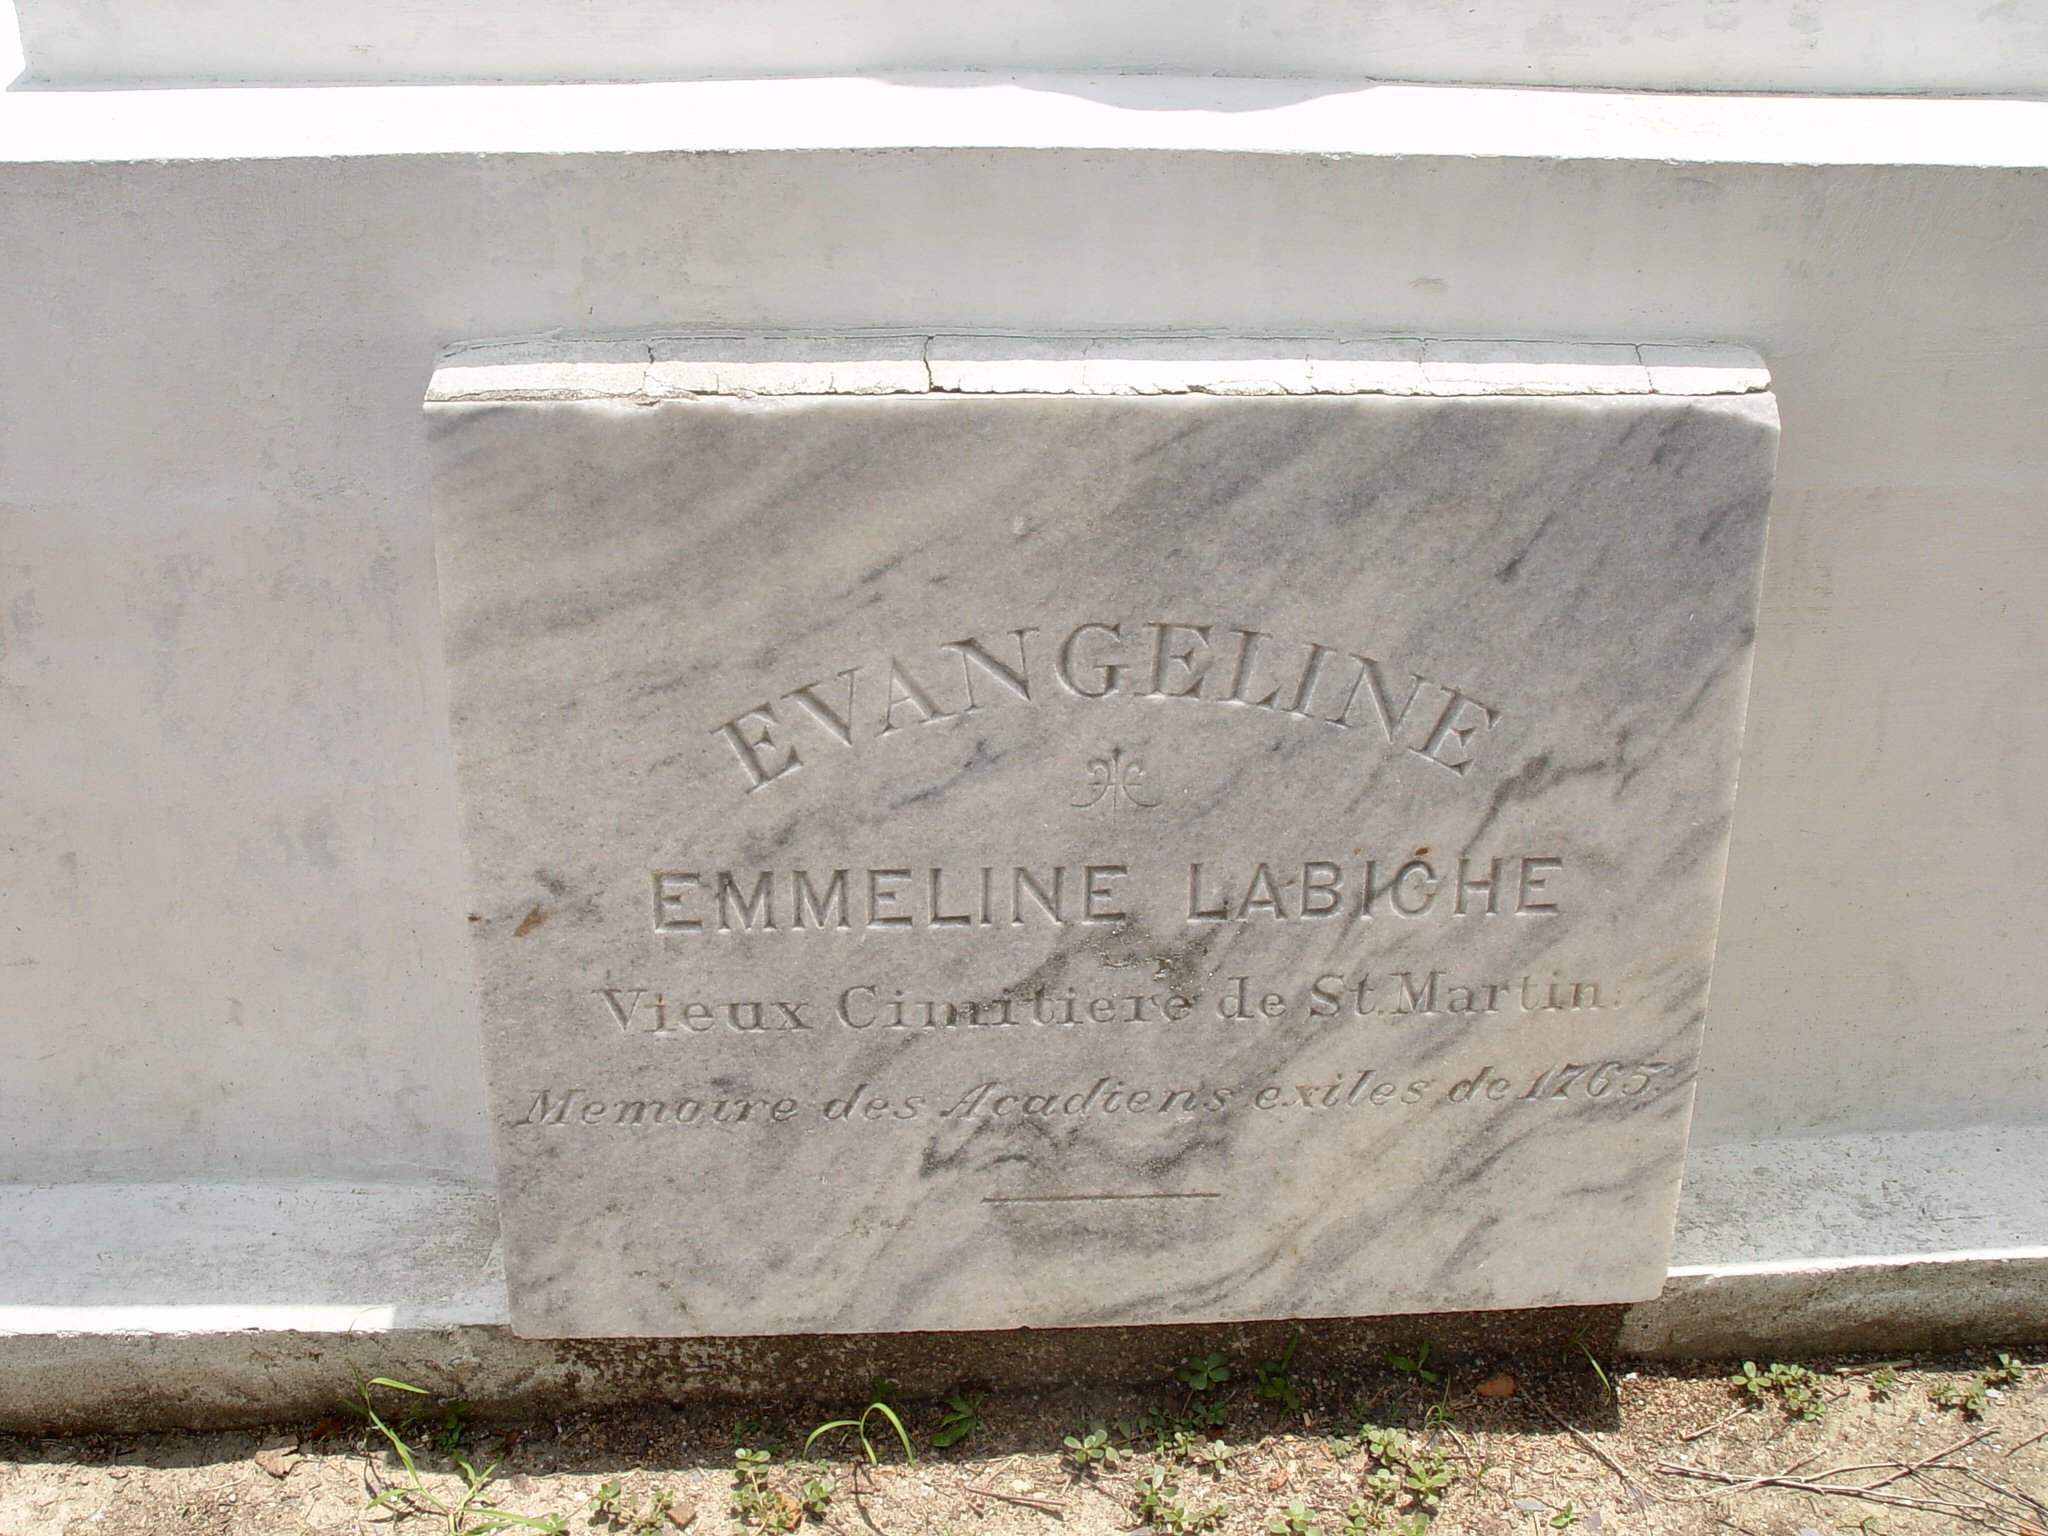 EVANGELINE
EMMELINE LABICHE
Vieux Cimitiere de St. Martin.
Memoire des Acadiens exiles de 1765.